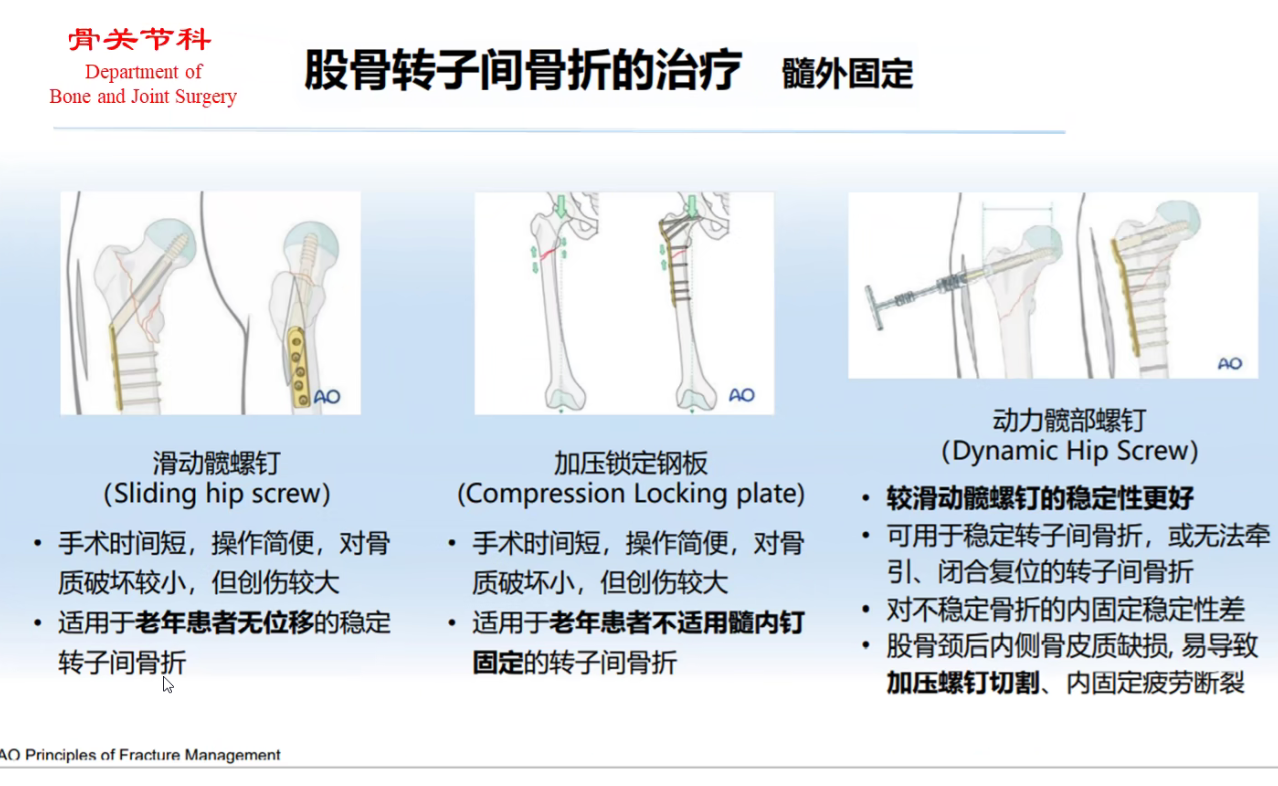 骨关节科
Department of
Bone and Joint Surgery
股骨转子间骨折的治疗 髓外固定
AO
AO
AO
滑动髋螺钉
（Sliding hip screw）
• 手术时间短，操作简便，对骨
质破坏较小，但创伤较大
• 适用于老年患者无位移的稳定
转子间骨折
加压锁定钢板
（Compression Locking plate）
• 手术时间短，操作简便，对骨
质破坏小，但创伤较大
• 适用于老年患者不适用髓内钉
固定的转子间骨折
动力髋部螺钉
（Dynamic Hip Screw）
• 较滑动髋螺钉的稳定性更好
• 可用于稳定转子间骨折，或无法牵
引、闭合复位的转子间骨折
• 对不稳定骨折的内固定稳定性差
• 股骨颈后内侧骨皮质缺损, 易导致
加压螺钉切割、内固定疲劳断裂
AO Principles of Fracture Management